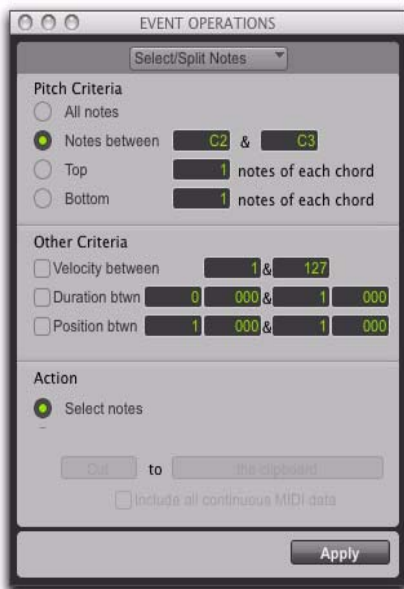 EVENT OPERATIONS
Select/Split Notes
Pitch Criteria
All notes
Notes between C2 & C3
Top 1 notes of each chord
Bottom 1 notes of each chord
Other Criteria
Velocity between 1 & 127
Duration btwn 0 000 & 1 000
Position btwn 1 000 & 1 000
Action
Select notes
Cut to the clipboard
Include all continuous MIDI data
Apply